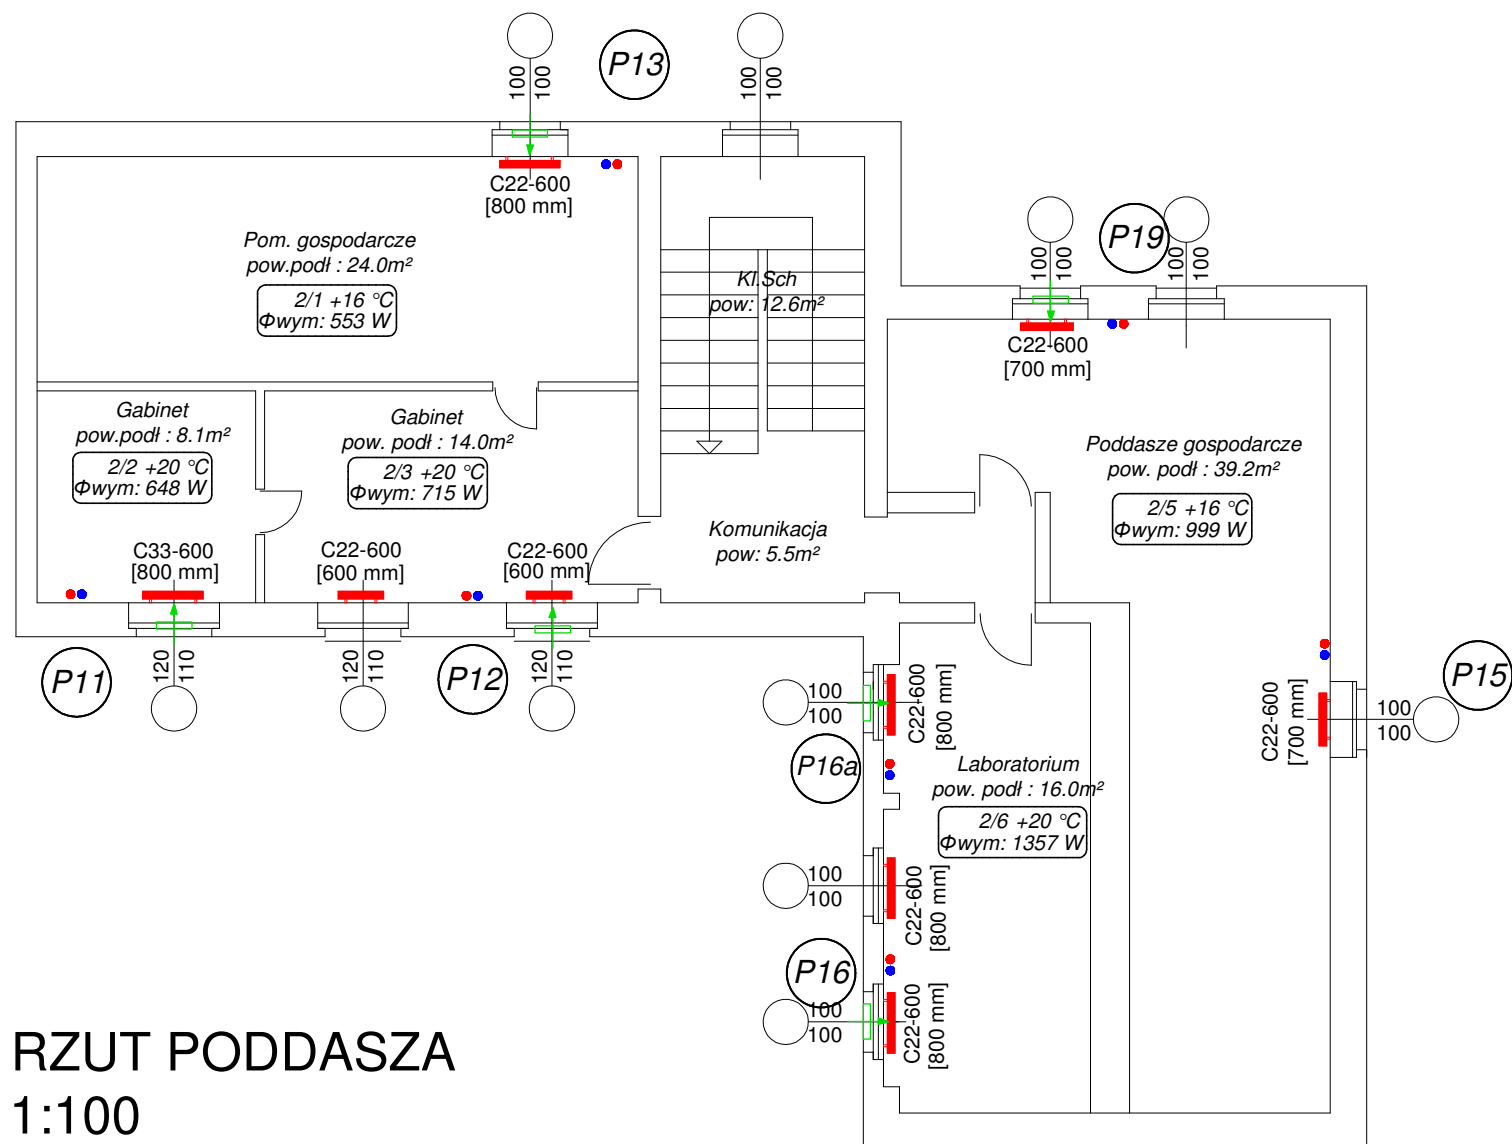 P13
100
100
100
100
C22-600
[800 mm]
Pom. gospodarcze
pow.podł : 24.0m²
2/1 +16 °C
Φwym: 553 W
Kl.Sch
pow: 12.6m²
P19
100
100
100
100
C22-600
[700 mm]
Gabinet
pow.podł : 8.1m²
2/2 +20 °C
Φwym: 648 W
Gabinet
pow. podł : 14.0m²
2/3 +20 °C
Φwym: 715 W
Poddasze gospodarcze
pow. podł : 39.2m²
2/5 +16 °C
Φwym: 999 W
Komunikacja
pow: 5.5m²
C33-600
[800 mm]
C22-600
[600 mm]
C22-600
[600 mm]
P11
120
110
120
110
P12
120
110
100
100
C22-600
[800 mm]
P16a
Laboratorium
pow. podł : 16.0m²
2/6 +20 °C
Φwym: 1357 W
C22-600
[700 mm]
100
100
P15
100
100
C22-600
[800 mm]
P16
100
100
C22-600
[800 mm]
RZUT PODDASZA
1:100